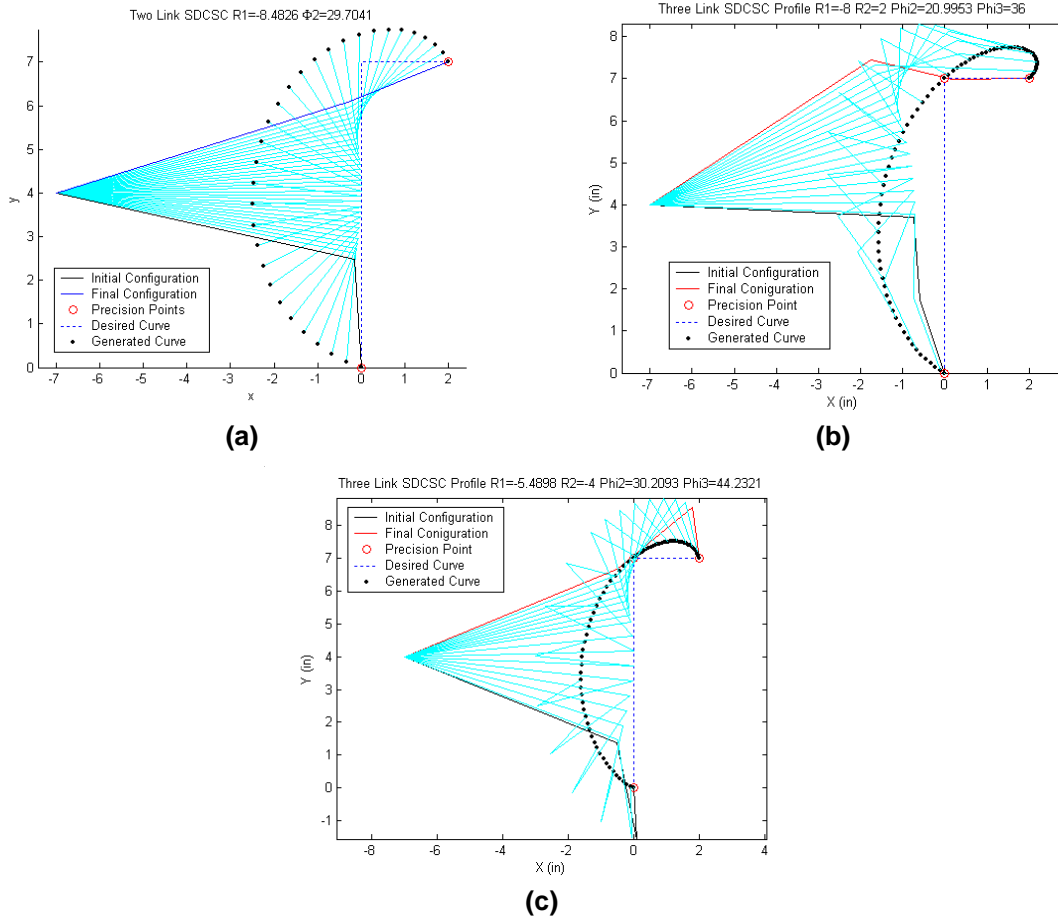 Two Link SDCSC R1=-8.4826 Φ2=29.7041
7
6
5
4
3
2
1
0
y
-7 -6 -5 -4 -3 -2 -1 0 1 2
x
Initial Configuration
Final Configuration
Precision Points
Desired Curve
Generated Curve
(a)
Three Link SDCSC Profile R1=-8 R2=2 Phi2=20.9953 Phi3=36
8
7
6
5
4
3
2
1
0
Y (in)
-7 -6 -5 -4 -3 -2 -1 0 1 2
X (in)
Initial Configuration
Final Coniguration
Precision Point
Desired Curve
Generated Curve
(b)
Three Link SDCSC Profile R1=-5.4898 R2=-4 Phi2=30.2093 Phi3=44.2321
8
7
6
5
4
3
2
1
0
-1
Y (in)
-8 -6 -4 -2 0 2 4
X (in)
Initial Configuration
Final Coniguration
Precision Point
Desired Curve
Generated Curve
(c)